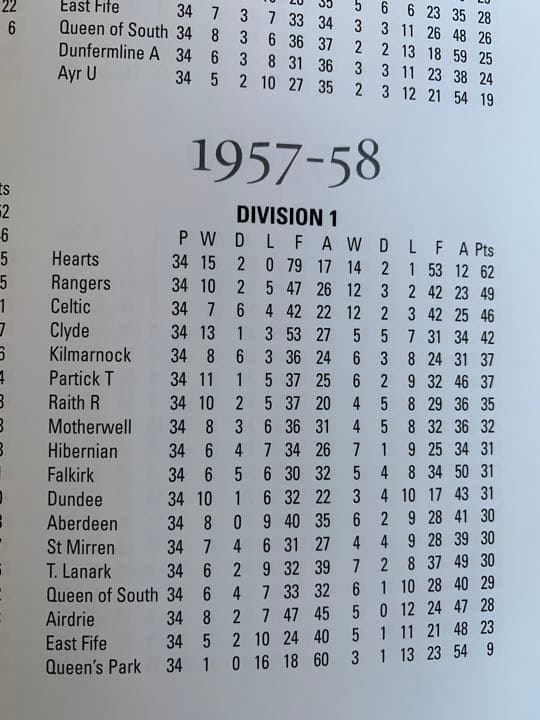 22
6
East Fife 34 7 3 7 33 34 3 3 11 26 48 26
Queen of South 34 8 3 6 36 37 2 2 13 18 59 25
Dunfermline A 34 6 3 8 31 36 3 3 11 23 38 24
Ayr U 34 5 2 10 27 35 2 3 12 21 54 19
1957-58
DIVISION 1
P W D L F A W D L F A Pts
Hearts 34 15 2 0 79 17 14 2 1 53 12 62
Rangers 34 10 2 5 47 26 12 3 2 42 23 49
Celtic 34 7 6 4 42 22 12 2 3 42 25 46
Clyde 34 13 1 3 53 27 5 5 7 31 34 42
Kilmarnock 34 8 6 3 36 24 6 3 8 24 31 37
Partick T 34 11 1 5 37 25 6 2 9 32 46 37
Raith R 34 10 2 5 37 20 4 5 8 29 36 35
Motherwell 34 8 3 6 36 31 4 5 8 32 36 32
Hibernian 34 6 4 7 34 26 7 1 9 25 34 31
Falkirk 34 6 5 6 30 32 5 4 8 34 50 31
Dundee 34 10 1 6 32 22 3 4 10 17 43 31
Aberdeen 34 8 0 9 40 35 6 2 9 28 41 30
St Mirren 34 7 4 6 31 27 4 4 9 28 39 30
T. Lanark 34 6 2 9 32 39 7 2 8 37 49 30
Queen of South 34 6 4 7 33 32 6 1 10 28 40 29
Airdrie 34 8 2 7 47 45 5 0 12 24 47 28
East Fife 34 5 2 10 24 40 5 1 11 21 48 23
Queen's Park 34 1 0 16 18 60 3 1 13 23 54 9